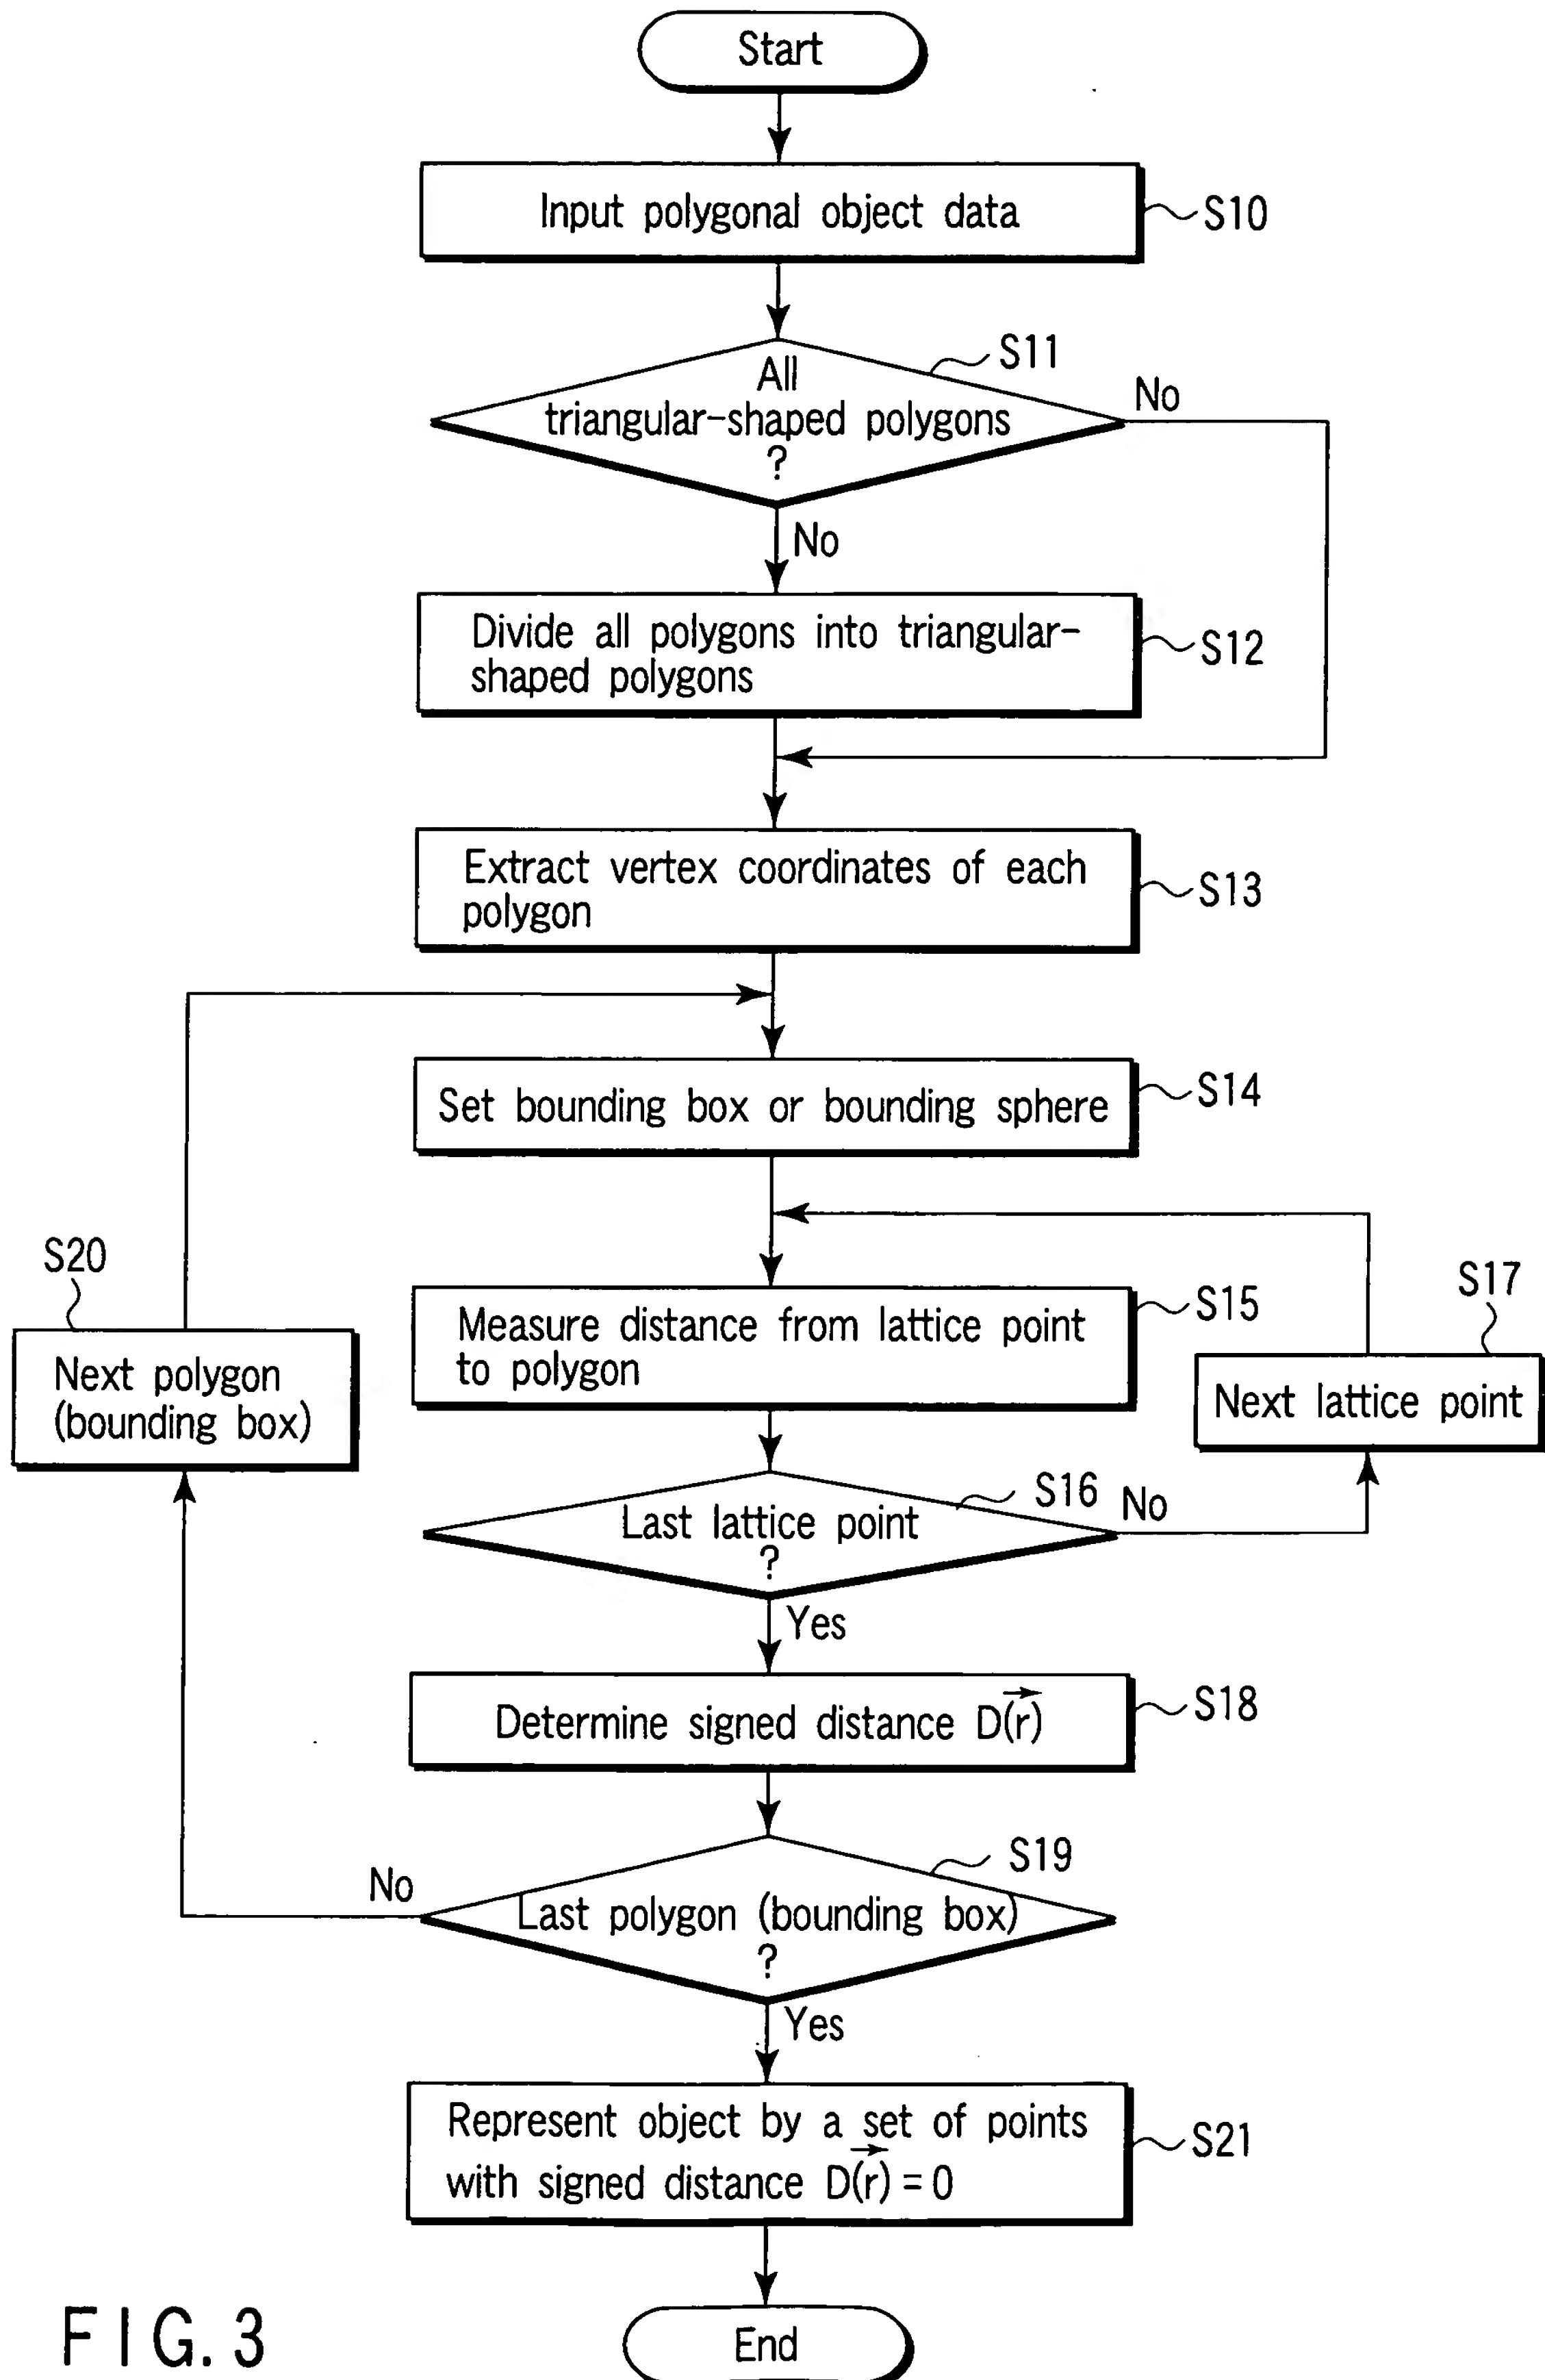 Start
Input polygonal object data
S10
S11
All
triangular-shaped polygons
?
No
No
Divide all polygons into triangular-
shaped polygons
S12
Extract vertex coordinates of each
polygon
S13
Set bounding box or bounding sphere
S14
S20
Next polygon
(bounding box)
Measure distance from lattice point
to polygon
S15
S17
Next lattice point
S16
Last lattice point
?
No
Yes
Determine signed distance D(r⃗)
S18
S19
No
Last polygon (bounding box)
?
Yes
Represent object by a set of points
with signed distance D(r⃗) = 0
S21
End
FIG. 3